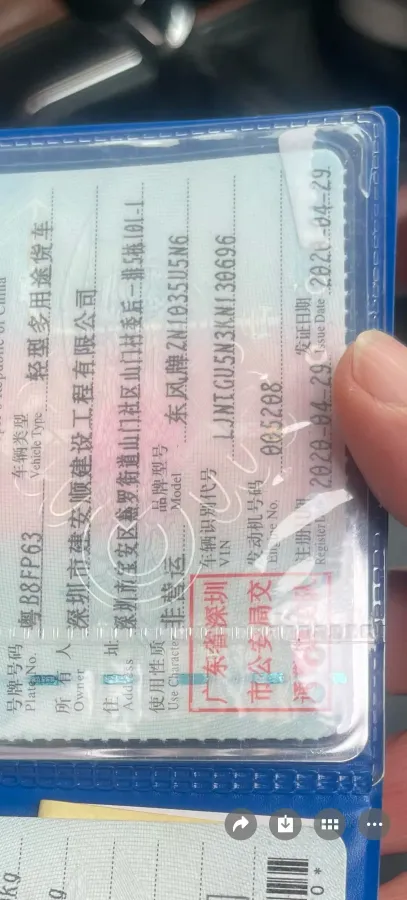 号牌号码 粤B8FP63 车辆类型 轻型多用途货车
Plate No. Vehicle Type
所有人 深圳市建安顺建设工程有限公司
Owner
住址 深圳市宝安区燕罗街道山门社区山门村委后一排5栋101-1
Address
使用性质 非营运 品牌型号 东风牌ZN1035U5N6
Use Character Model
广东省深圳
市公安局交
车辆识别代号 LJNTGU5N3KN130696
VIN
发动机号码 006208
Engine No.
注册日期 2020-04-29 发证日期 2020-04-29
Register Issue Date
kg
g